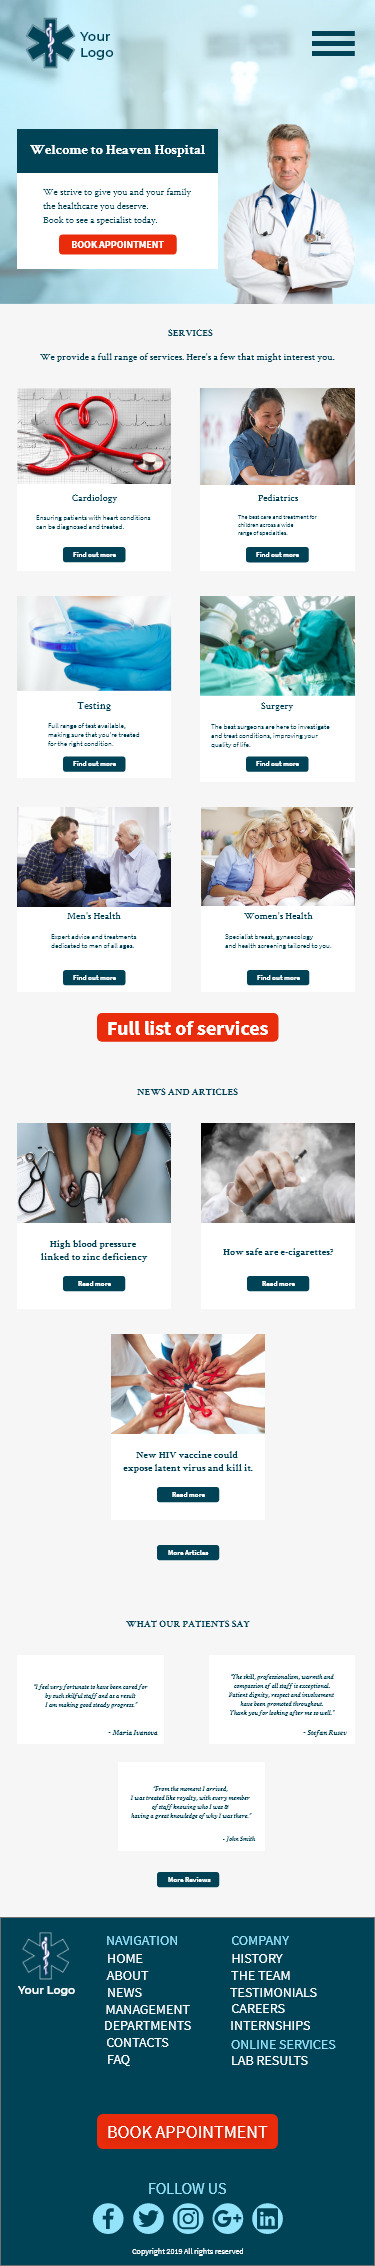 Your
Logo
Welcome to Heaven Hospital
We strive to give you and your family
the healthcare you deserve.
Book to see a specialist today.
BOOK APPOINTMENT
SERVICES
We provide a full range of services. Here's a few that might interest you.
Cardiology
Ensuring patients with heart conditions
can be diagnosed and treated.
Find out more
Pediatrics
The best care and treatment for
children across a wide
range of specialties.
Find out more
Testing
Full range of test available,
making sure that you're treated
for the right condition.
Find out more
Surgery
The best surgeons are here to investigate
and treat conditions, improving your
quality of life.
Find out more
Men's Health
Expert advice and treatments
dedicated to men of all ages.
Find out more
Women's Health
Specialist breast, gynaecology
and health screening tailored to you.
Find out more
Full list of services
NEWS AND ARTICLES
High blood pressure
linked to zinc deficiency
Read more
How safe are e-cigarettes?
Read more
New HIV vaccine could
expose latent virus and kill it.
Read more
More Articles
WHAT OUR PATIENTS SAY
"I feel very fortunate to have been cared for
by such skilful staff and as a result
I am making good steady progress."
- Maria Ivanova
"The skill, professionalism, warmth and
compassion of all staff is exceptional.
Patient dignity, respect and involvement
have been promoted throughout.
Thank you for looking after me so well."
- Stefan Rusev
"From the moment I arrived,
I was treated like royalty, with every member
of staff knowing who I was &
having a great knowledge of why I was there."
- John Smith
More Reviews
Your Logo
NAVIGATION
HOME
ABOUT
NEWS
MANAGEMENT
DEPARTMENTS
CONTACTS
FAQ
COMPANY
HISTORY
THE TEAM
TESTIMONIALS
CAREERS
INTERNSHIPS
ONLINE SERVICES
LAB RESULTS
BOOK APPOINTMENT
FOLLOW US
Copyright 2019 All rights reserved